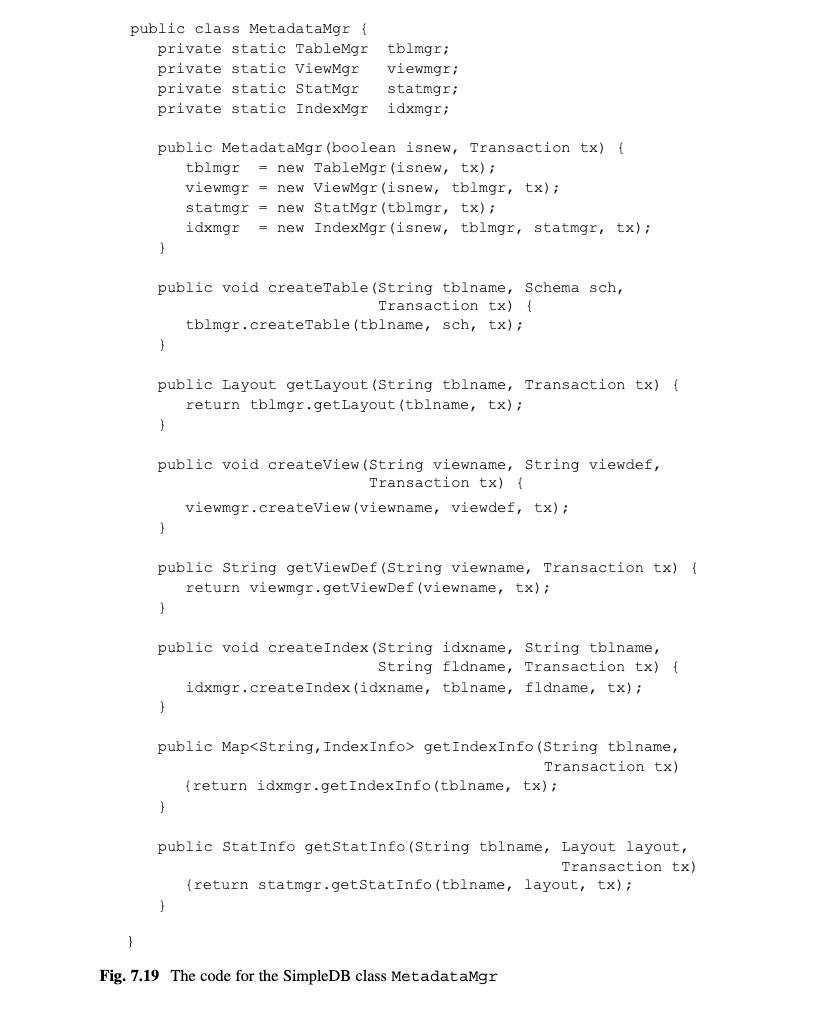 public class MetadataMgr {
private static TableMgr tblmgr;
private static ViewMgr viewmgr;
private static StatMgr statmgr;
private static IndexMgr idxmgr;
public MetadataMgr(boolean isnew, Transaction tx) {
tblmgr = new TableMgr(isnew, tx);
viewmgr = new ViewMgr(isnew, tblmgr, tx);
statmgr = new StatMgr(tblmgr, tx);
idxmgr = new IndexMgr(isnew, tblmgr, statmgr, tx);
}
public void createTable(String tblname, Schema sch,
Transaction tx) {
tblmgr.createTable(tblname, sch, tx);
}
public Layout getLayout(String tblname, Transaction tx) {
return tblmgr.getLayout(tblname, tx);
}
public void createView(String viewname, String viewdef,
Transaction tx) {
viewmgr.createView(viewname, viewdef, tx);
}
public String getViewDef(String viewname, Transaction tx) {
return viewmgr.getViewDef(viewname, tx);
}
public void createIndex(String idxname, String tblname,
String fldname, Transaction tx) {
idxmgr.createIndex(idxname, tblname, fldname, tx);
}
public Map<String,IndexInfo> getIndexInfo(String tblname,
Transaction tx)
{return idxmgr.getIndexInfo(tblname, tx);
}
public StatInfo getStatInfo(String tblname, Layout layout,
Transaction tx)
{return statmgr.getStatInfo(tblname, layout, tx);
}
}
Fig. 7.19 The code for the SimpleDB class MetadataMgr